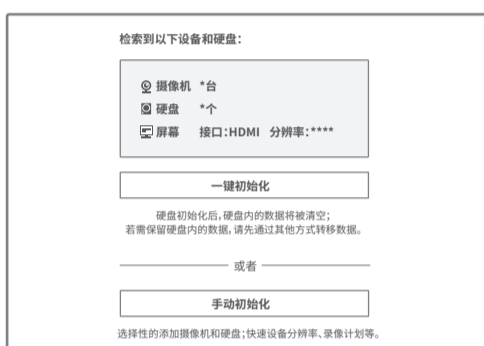 检索到以下设备和硬盘：
摄像机 *台
硬盘 *个
屏幕 接口：HDMI 分辨率：****
一键初始化
硬盘初始化后，硬盘内的数据将被清空；
若需保留硬盘内的数据，请先通过其他方式转移数据。
或者
手动初始化
选择性的添加摄像机和硬盘；快速设备分辨率、录像计划等。